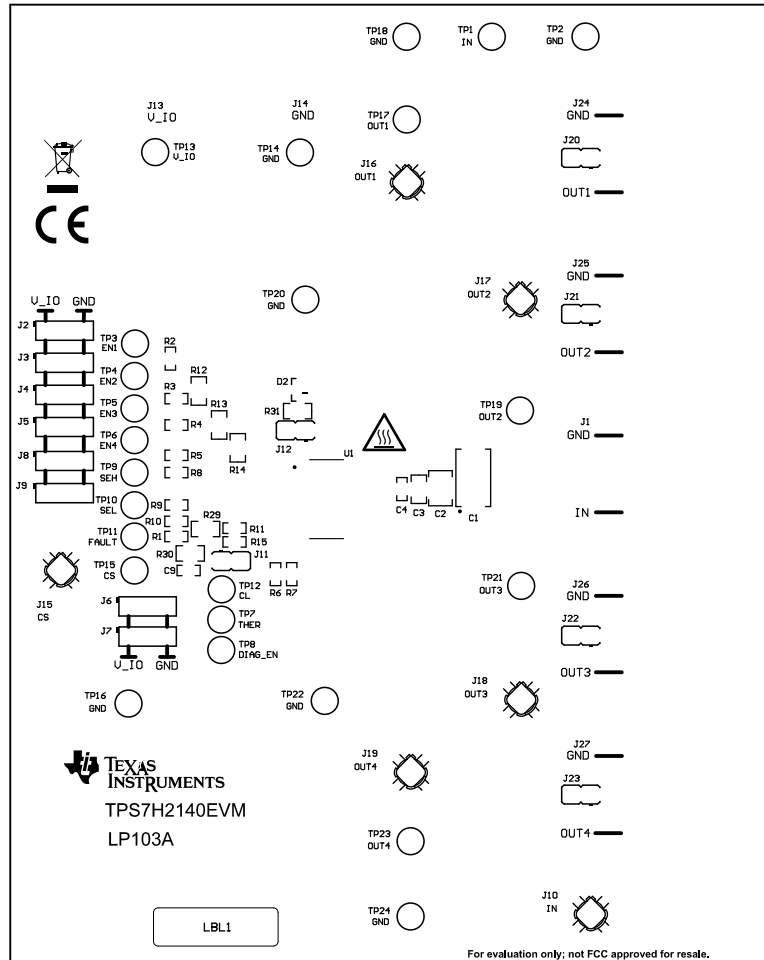 TP18
GND
TP1
IN
TP2
GND
J13
V_IO
J14
GND
TP17
OUT1
J24
GND
TP13
V_IO
TP14
GND
J16
OUT1
J20
OUT1
CE
J25
GND
J17
OUT2
J21
TP20
GND
OUT2
V_IO GND
J2
J3
J4
J5
J8
J9
TP3
EN1
TP4
EN2
TP5
EN3
TP6
EN4
TP9
SEH
TP10
SEL
TP11
FAULT
TP15
CS
R2
R12
R3
R13
R4
R14
R5
R8
R9
R10
R29
R11
R1
R15
R30
J11
C9
R6 R7
D2
R31
J12
U1
TP19
OUT2
J1
GND
C4 C3 C2 C1
IN
J15
CS
J6
J7
V_IO GND
TP12
CL
TP7
THER
TP8
DIAG_EN
TP21
OUT3
J26
GND
J22
OUT3
TP16
GND
TP22
GND
J18
OUT3
TEXAS
INSTRUMENTS
TPS7H2140EVM
LP103A
J19
OUT4
J27
GND
J23
OUT4
TP23
OUT4
TP24
GND
J10
IN
LBL1
For evaluation only; not FCC approved for resale.